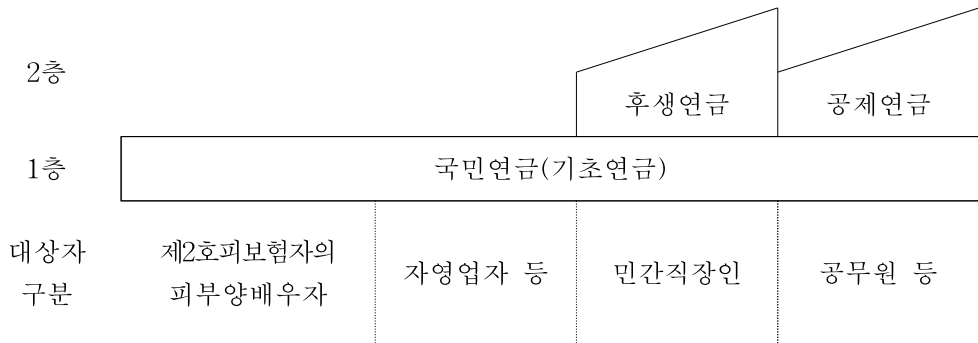 2층
후생연금
공제연금
1층
국민연금(기초연금)
대상자
구분
제2호피보험자의
피부양배우자
자영업자 등
민간직장인
공무원 등